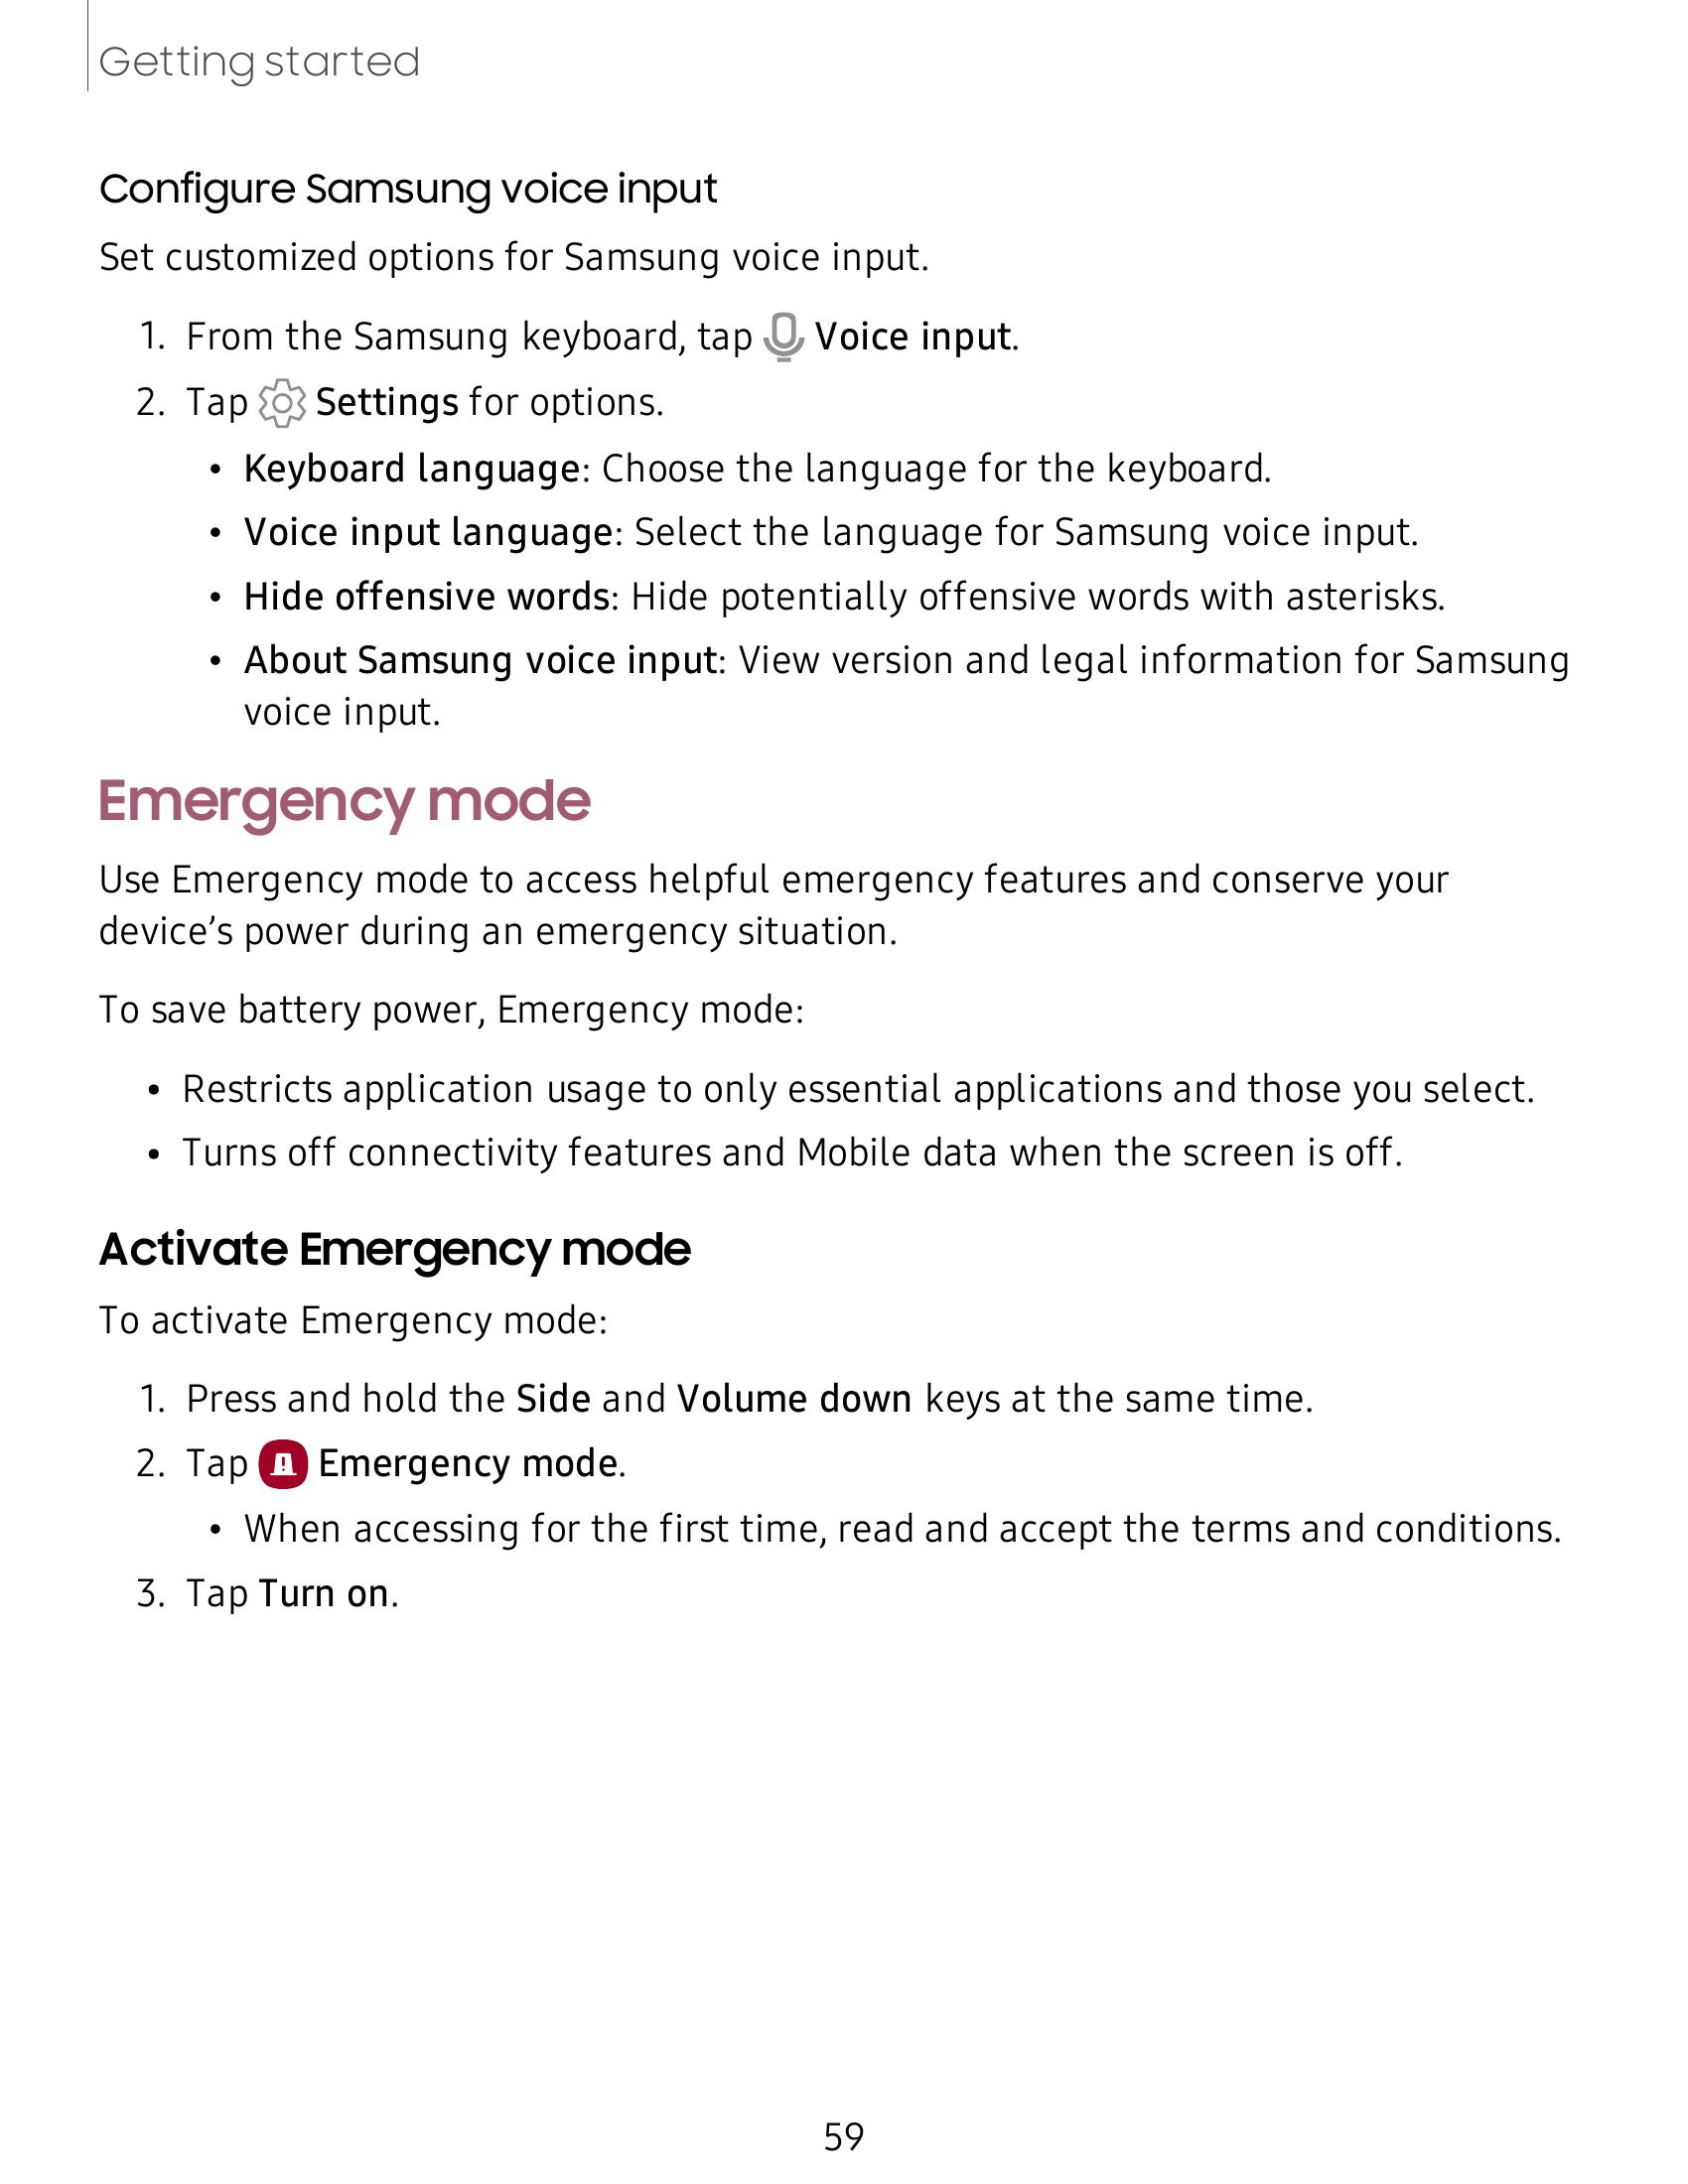 Getting started
Configure Samsung voice input
Set customized options for Samsung voice input.
1. From the Samsung keyboard, tap Voice input.
2. Tap Settings for options.
• Keyboard language: Choose the language for the keyboard.
• Voice input language: Select the language for Samsung voice input.
• Hide offensive words: Hide potentially offensive words with asterisks.
• About Samsung voice input: View version and legal information for Samsung
voice input.
Emergency mode
Use Emergency mode to access helpful emergency features and conserve your
device’s power during an emergency situation.
To save battery power, Emergency mode:
• Restricts application usage to only essential applications and those you select.
• Turns off connectivity features and Mobile data when the screen is off.
Activate Emergency mode
To activate Emergency mode:
1. Press and hold the Side and Volume down keys at the same time.
2. Tap Emergency mode.
• When accessing for the first time, read and accept the terms and conditions.
3. Tap Turn on.
59